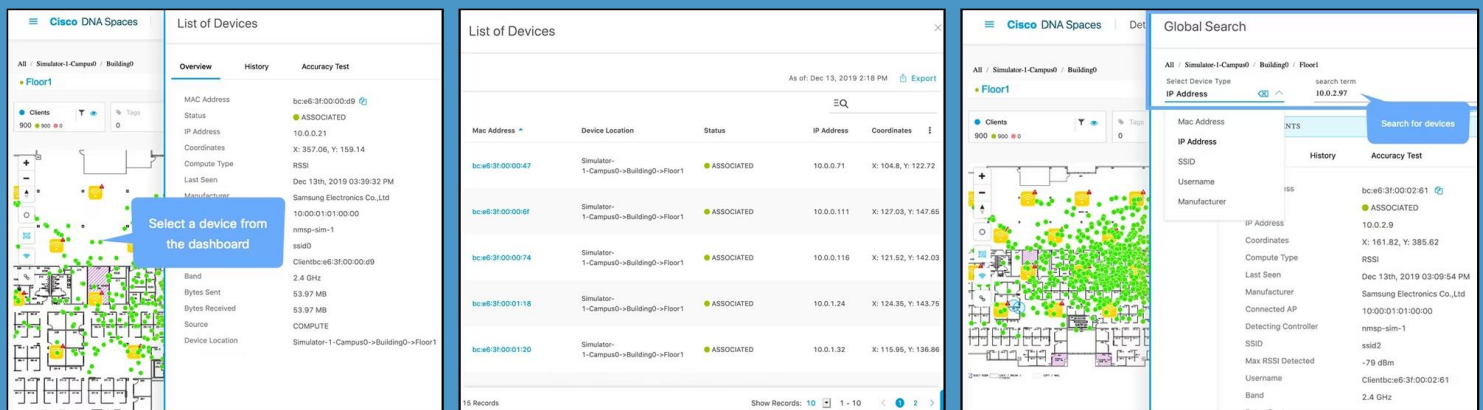 Cisco DNA Spaces
All / Simulator-1-Campus0 / Building0
Floor1
Clients
900 900 0
Tags
0
Select a device from
the dashboard
List of Devices
Overview History Accuracy Test
MAC Address bc:e6:3f:00:00:d9
Status ASSOCIATED
IP Address 10.0.0.21
Coordinates X: 357.06, Y: 159.14
Compute Type RSSI
Last Seen Dec 13th, 2019 03:39:32 PM
Manufacturer Samsung Electronics Co.,Ltd
10:00:01:01:00:00
nmsp-sim-1
ssid0
Clientbc:e6:3f:00:00:d9
Band 2.4 GHz
Bytes Sent 53.97 MB
Bytes Received 53.97 MB
Source COMPUTE
Device Location Simulator-1-Campus0->Building0->Floor1
List of Devices
As of: Dec 13, 2019 2:18 PM Export
Mac Address Device Location Status IP Address Coordinates
bc:e6:3f:00:00:47 Simulator-
1-Campus0->Building0->Floor1 ASSOCIATED 10.0.0.71 X: 104.8, Y: 122.72
bc:e6:3f:00:00:6f Simulator-
1-Campus0->Building0->Floor1 ASSOCIATED 10.0.0.111 X: 127.03, Y: 147.65
bc:e6:3f:00:00:74 Simulator-
1-Campus0->Building0->Floor1 ASSOCIATED 10.0.0.116 X: 121.52, Y: 142.03
bc:e6:3f:00:01:18 Simulator-
1-Campus0->Building0->Floor1 ASSOCIATED 10.0.1.24 X: 124.35, Y: 143.75
bc:e6:3f:00:01:20 Simulator-
1-Campus0->Building0->Floor1 ASSOCIATED 10.0.1.32 X: 115.95, Y: 136.86
15 Records Show Records: 10 1 - 10 1 2
Cisco DNA Spaces Det
All / Simulator-1-Campus0 / Building0
Floor1
Clients
900 900 0
Tags
0
Global Search
All / Simulator-1-Campus0 / Building0 / Floor1
Select Device Type search term
IP Address 10.0.2.97
Search for devices
Mac Address
IP Address
SSID
Username
Manufacturer
ENTS
History Accuracy Test
ss bc:e6:3f:00:02:61
ASSOCIATED
IP Address 10.0.2.9
Coordinates X: 161.82, Y: 385.62
Compute Type RSSI
Last Seen Dec 13th, 2019 03:09:54 PM
Manufacturer Samsung Electronics Co.,Ltd
Connected AP 10:00:01:01:00:00
Detecting Controller nmsp-sim-1
SSID ssid2
Max RSSI Detected -79 dBm
Username Clientbc:e6:3f:00:02:61
Band 2.4 GHz